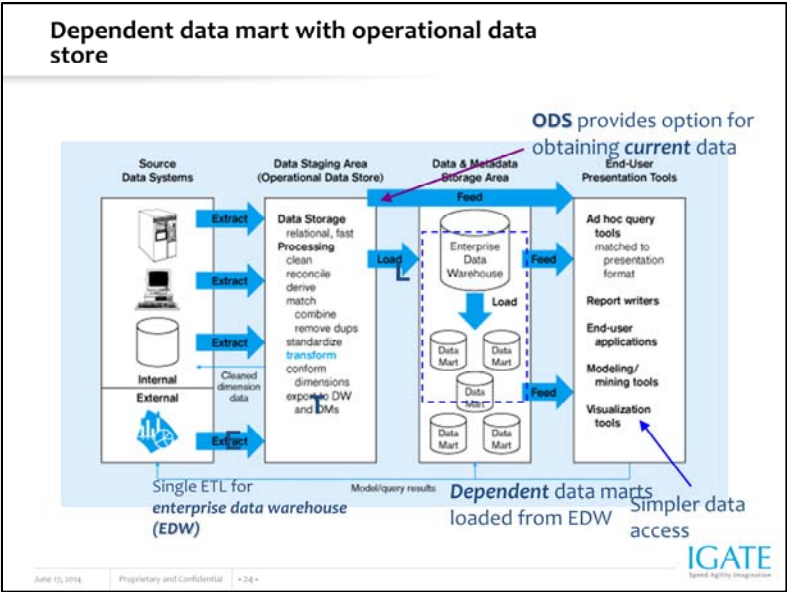 Dependent data mart with operational data
store
ODS provides option for
obtaining current data
Source
Data Systems
Data Staging Area
(Operational Data Store)
Data & Metadata
Storage Area
End-User
Presentation Tools
Feed
Extract
Extract
Extract
Extract
E
Internal
External
Cleaned
dimension
data
Data Storage
relational, fast
Processing
clean
reconcile
derive
match
combine
remove dups
standardize
transform
conform
dimensions
export to DW
and DMs
T
Load
L
Enterprise
Data
Warehouse
Load
Data
Mart
Data
Mart
Data
Mart
Data
Mart
Data
Mart
Feed
Feed
Ad hoc query
tools
matched to
presentation
format
Report writers
End-user
applications
Modeling/
mining tools
Visualization
tools
Model/query results
Single ETL for
enterprise data warehouse
(EDW)
Dependent data marts
loaded from EDW
Simpler data
access
June 17, 2014
Proprietary and Confidential
- 24 -
IGATE
Speed Agility Imagination